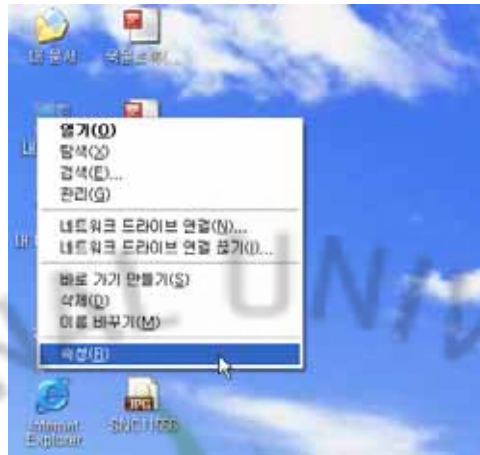 내 문서
열기(O)
탐색(X)
검색(E)...
관리(G)
네트워크 드라이브 연결(N)...
네트워크 드라이브 연결 끊기(I)...
바로 가기 만들기(S)
삭제(D)
이름 바꾸기(M)
속성(R)
UNIV
JPG
Internet
Explorer